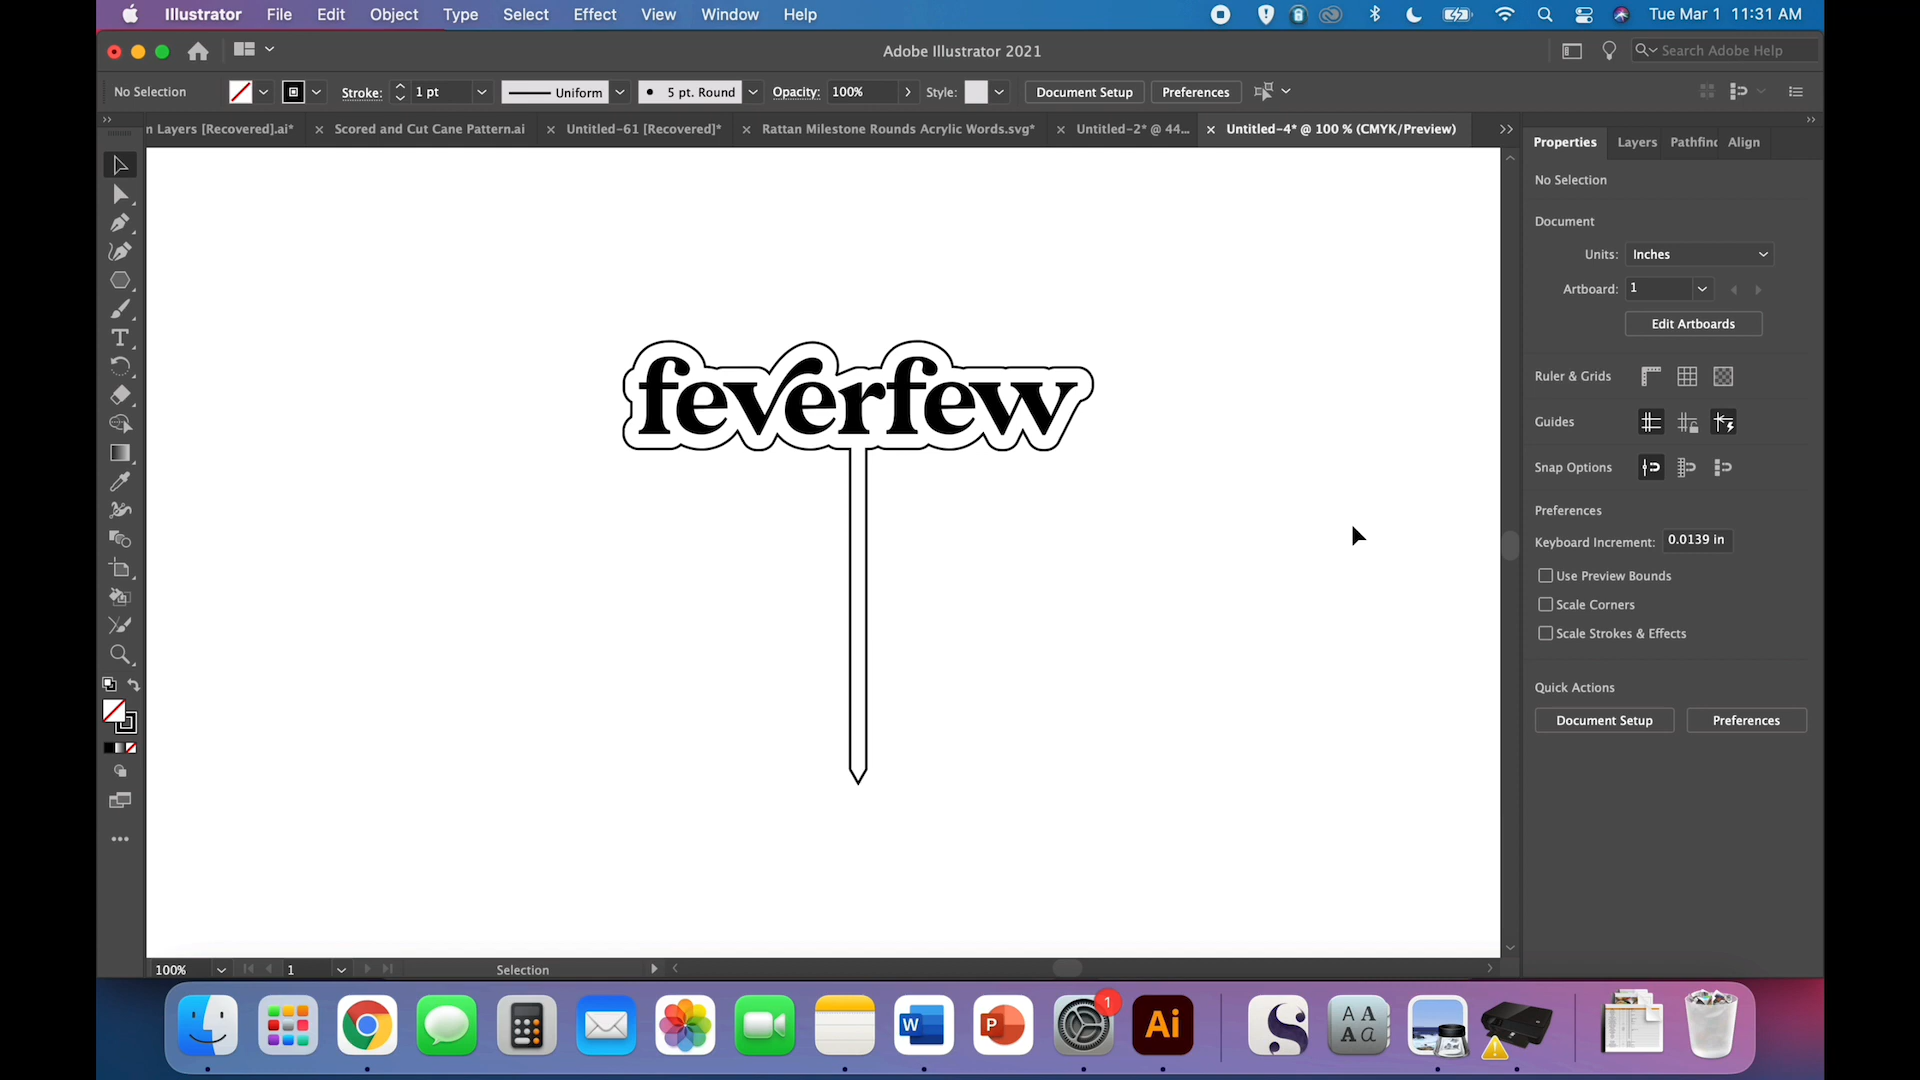 Illustrator File Edit Object Type Select Effect View Window Help Tue Mar 1 11:31 AM
Adobe Illustrator 2021 Search Adobe Help
No Selection Stroke: 1 pt Uniform 5 pt. Round Opacity: 100% Style: Document Setup Preferences
n Layers [Recovered].ai* Scored and Cut Cane Pattern.ai Untitled-61 [Recovered]* Rattan Milestone Rounds Acrylic Words.svg* Untitled-2* @ 44... Untitled-4* @ 100 % (CMYK/Preview)
Properties Layers Pathfinc Align
No Selection
Document
Units: Inches
Artboard: 1
Edit Artboards
Ruler & Grids
Guides
Snap Options
Preferences
Keyboard Increment: 0.0139 in
Use Preview Bounds
Scale Corners
Scale Strokes & Effects
Quick Actions
Document Setup Preferences
feverfew
100% 1 Selection
1
W P Ai A A A a